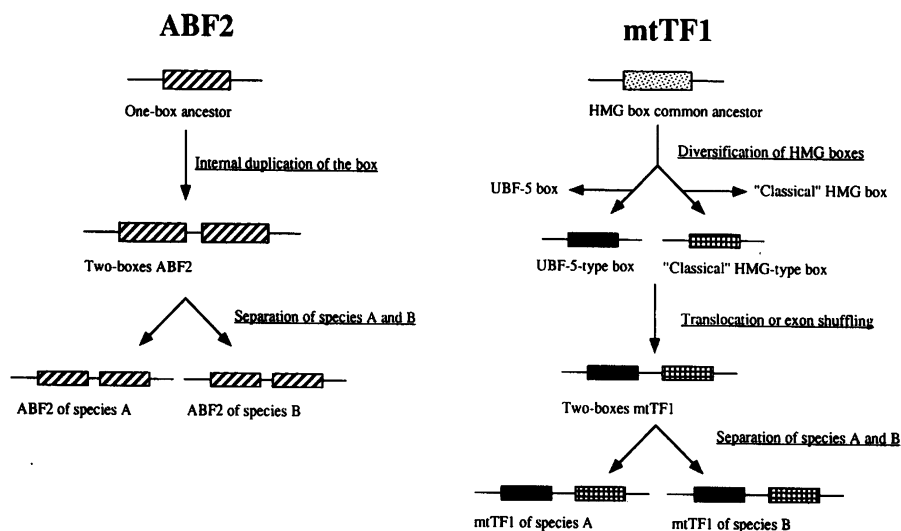 ABF2
One-box ancestor
Internal duplication of the box
Two-boxes ABF2
Separation of species A and B
ABF2 of species A
ABF2 of species B
mtTF1
HMG box common ancestor
Diversification of HMG boxes
UBF-5 box
"Classical" HMG box
UBF-5-type box
"Classical" HMG-type box
Translocation or exon shuffling
Two-boxes mtTF1
Separation of species A and B
mtTF1 of species A
mtTF1 of species B